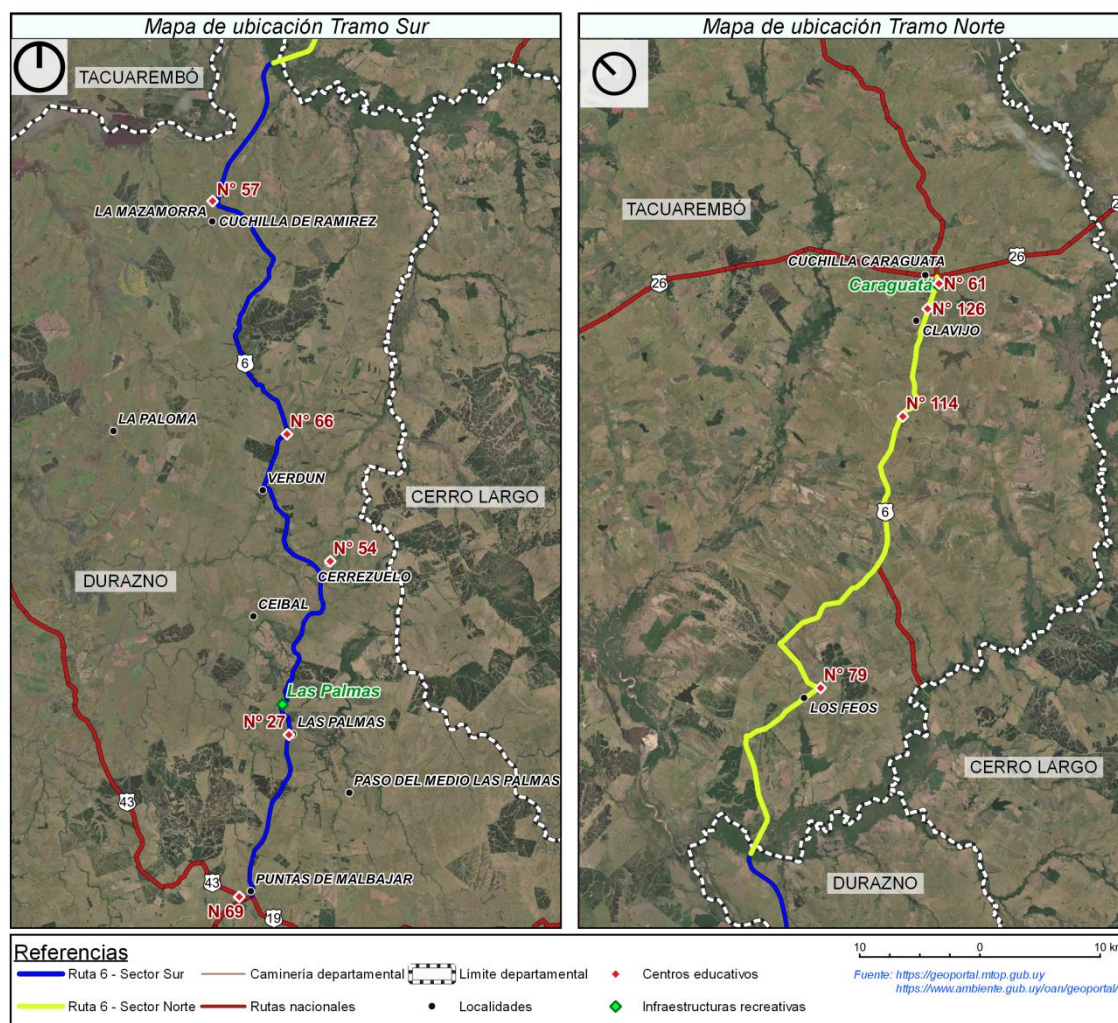 Mapa de ubicación Tramo Sur
TACUAREMBÓ
N° 57
LA MAZAMORRA
CUCHILLA DE RAMIREZ
6
LA PALOMA
N° 66
VERDUN
CERRO LARGO
N° 54
CERREZUELO
DURAZNO
CEIBAL
Las Palmas
N° 27
LAS PALMAS
PASO DEL MEDIO LAS PALMAS
43
43
PUNTAS DE MALBAJAR
N 69
19
Mapa de ubicación Tramo Norte
TACUAREMBÓ
26
CUCHILLA CARAGUATA
26
26
Caraguata
N° 61
N° 126
CLAVIJO
N° 114
6
N° 79
LOS FEOS
CERRO LARGO
DURAZNO
Referencias
Ruta 6 - Sector Sur
Caminería departamental
Límite departamental
Centros educativos
Ruta 6 - Sector Norte
Rutas nacionales
Localidades
Infraestructuras recreativas
10 0 10 km
Fuente: https://geoportal.mtop.gub.uy
https://www.ambiente.gub.uy/oan/geoportal/